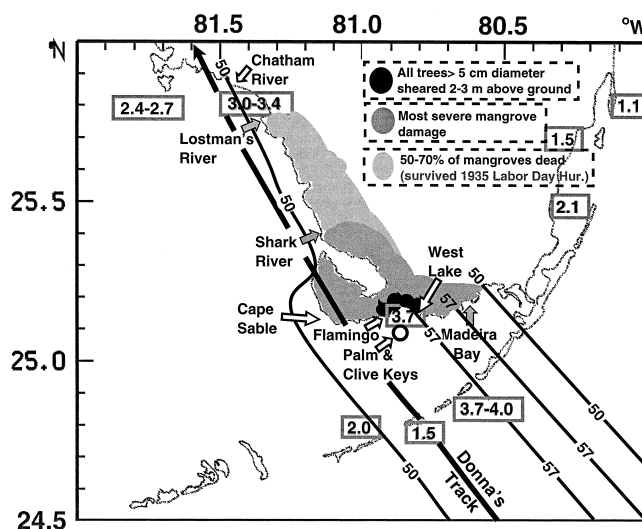 81.5 81.0 80.5 °W
°N
50
Chatham
River
All trees> 5 cm diameter
sheared 2-3 m above ground
2.4-2.7
3.0-3.4
1.1
Most severe mangrove
damage
Lostman's
River
1.5
50-70% of mangroves dead
(survived 1935 Labor Day Hur.)
25.5
50
2.1
Shark
River
West
Lake
50
57
Cape
Sable
3.7
Flamingo
57
Madeira
Bay
Palm &
Clive Keys
25.0
50
3.7-4.0
2.0
1.5
57
50
57
Donna's
Track
24.5